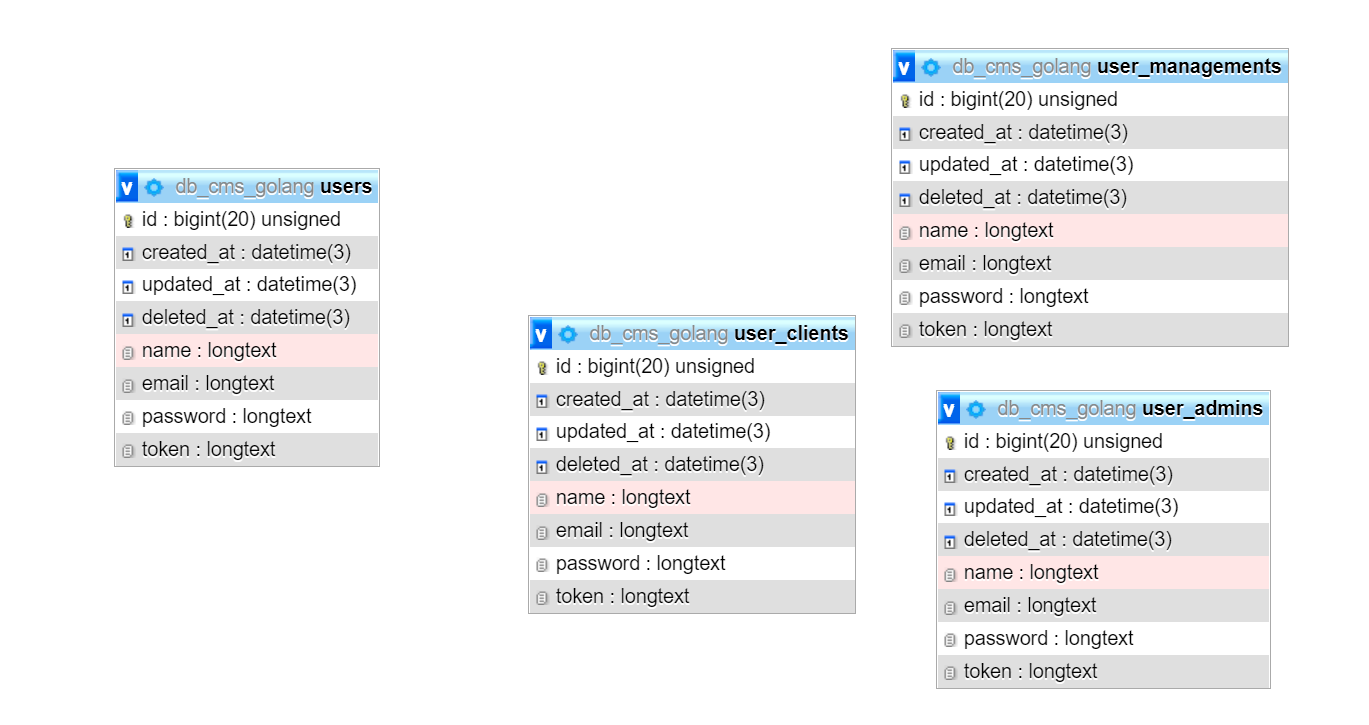 v db_cms_golang users
id : bigint(20) unsigned
created_at : datetime(3)
updated_at : datetime(3)
deleted_at : datetime(3)
name : longtext
email : longtext
password : longtext
token : longtext
v db_cms_golang user_clients
id : bigint(20) unsigned
created_at : datetime(3)
updated_at : datetime(3)
deleted_at : datetime(3)
name : longtext
email : longtext
password : longtext
token : longtext
v db_cms_golang user_managements
id : bigint(20) unsigned
created_at : datetime(3)
updated_at : datetime(3)
deleted_at : datetime(3)
name : longtext
email : longtext
password : longtext
token : longtext
v db_cms_golang user_admins
id : bigint(20) unsigned
created_at : datetime(3)
updated_at : datetime(3)
deleted_at : datetime(3)
name : longtext
email : longtext
password : longtext
token : longtext